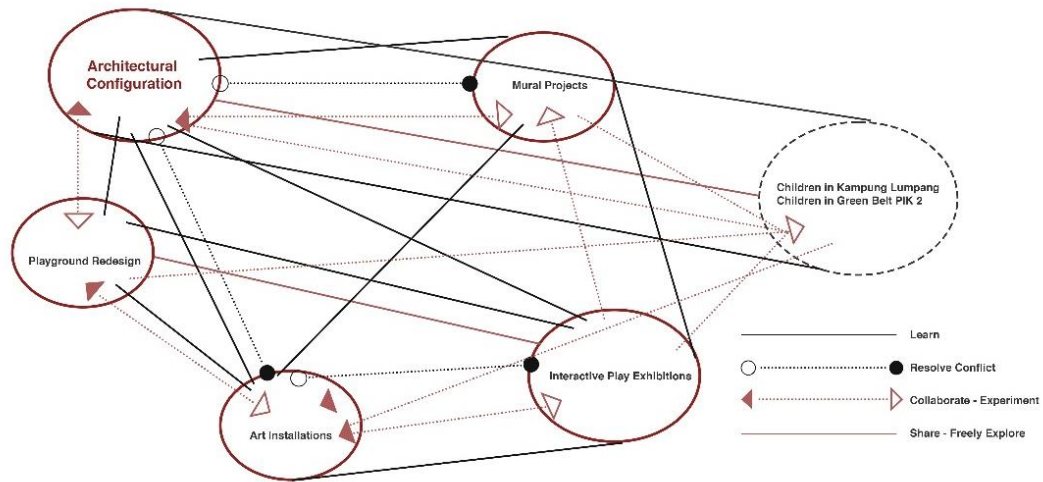 Architectural
Configuration
Mural Projects
Children in Kampung Lumpang
Children in Green Belt PIK 2
Playground Redesign
Interactive Play Exhibitions
Art Installations
Learn
Resolve Conflict
Collaborate - Experiment
Share - Freely Explore